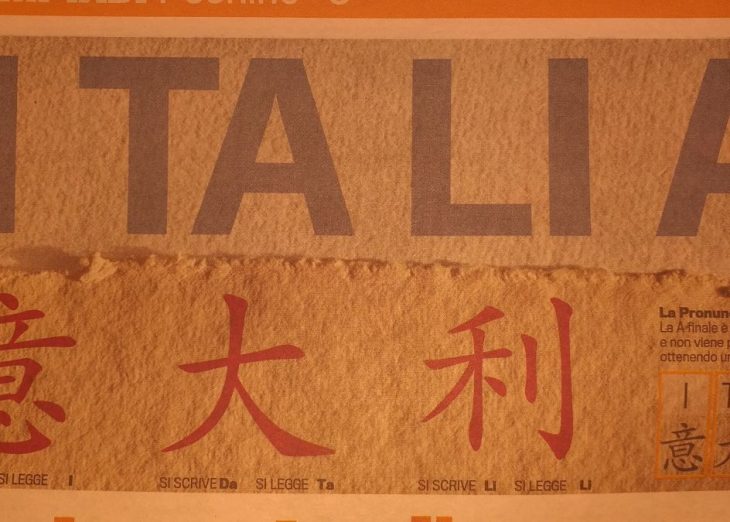 ITALIA
意大利
La Pronun
La A finale è
e non viene p
ottenendo un
I
意
SI LEGGE I
SI SCRIVE Da SI LEGGE Ta
SI SCRIVE LI SI LEGGE LI